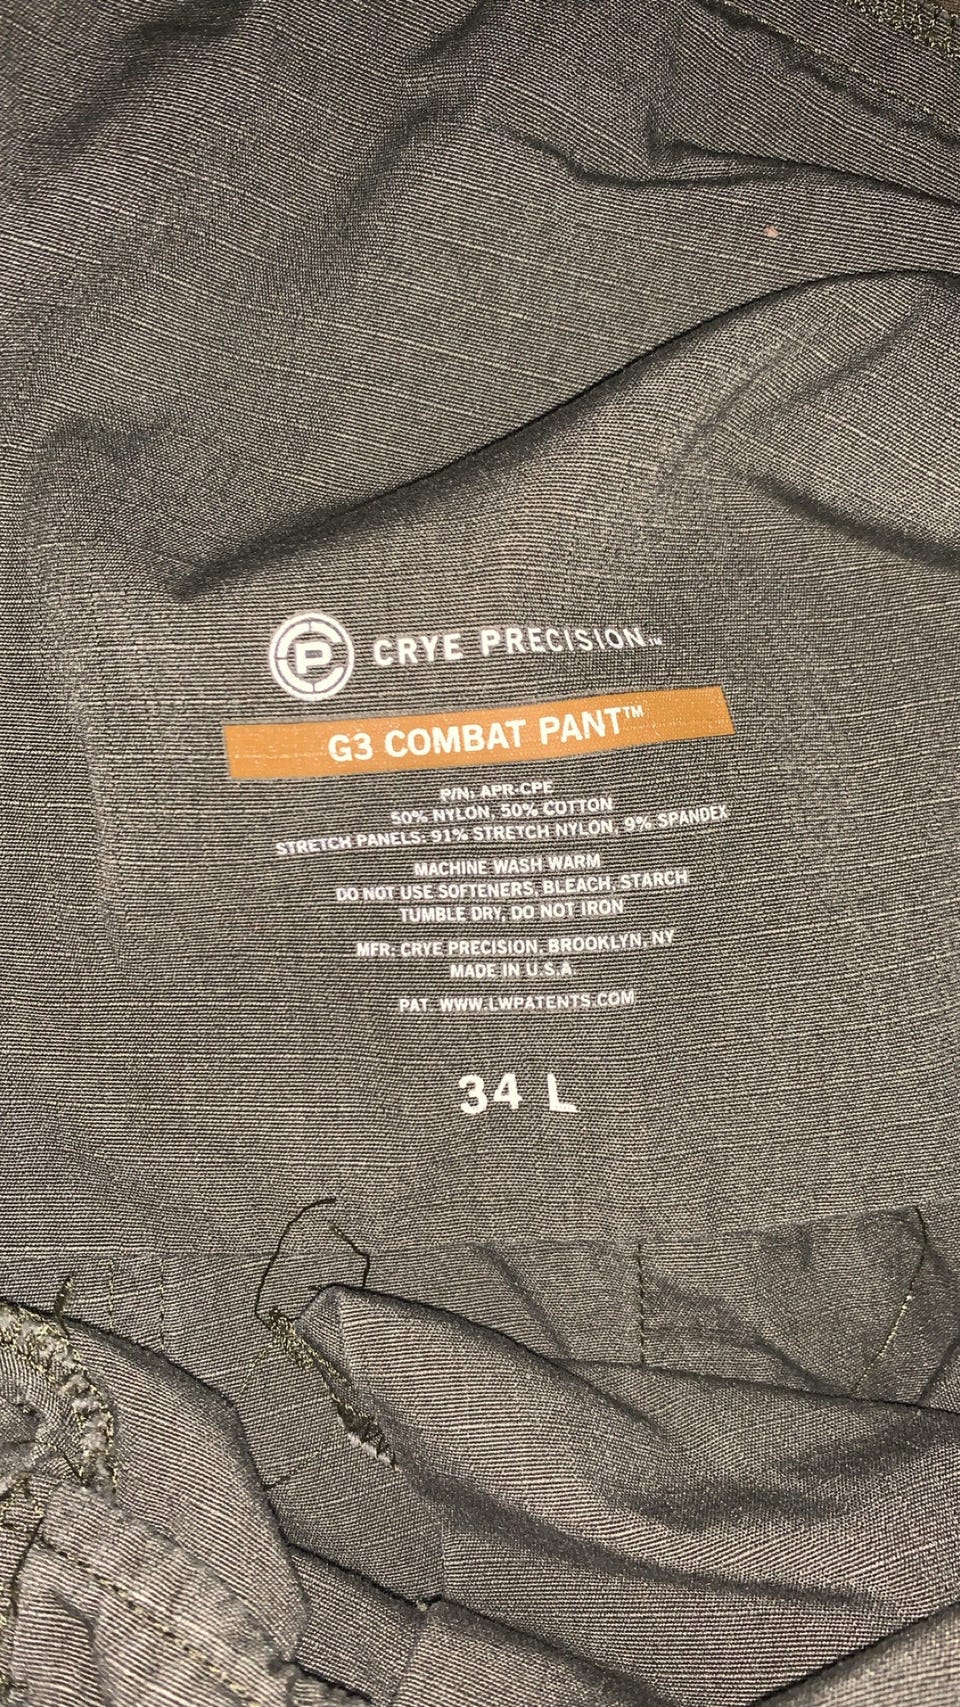 CP CRYE PRECISION™
G3 COMBAT PANT™
P/N: APR-CPE
50% NYLON, 50% COTTON
STRETCH PANELS: 91% STRETCH NYLON, 9% SPANDEX
MACHINE WASH WARM
DO NOT USE SOFTENERS, BLEACH, STARCH
TUMBLE DRY, DO NOT IRON
MFR: CRYE PRECISION, BROOKLYN, NY
MADE IN U.S.A.
PAT. WWW.LWPATENTS.COM
34 L